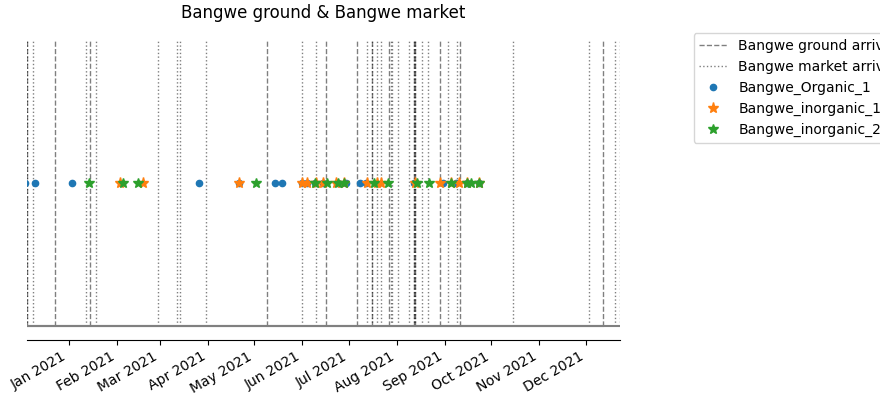 Bangwe ground & Bangwe market
Bangwe ground arriv
Bangwe market arriv
Bangwe_Organic_1
Bangwe_inorganic_1
Bangwe_inorganic_2
Jan 2021
Feb 2021
Mar 2021
Apr 2021
May 2021
Jun 2021
Jul 2021
Aug 2021
Sep 2021
Oct 2021
Nov 2021
Dec 2021